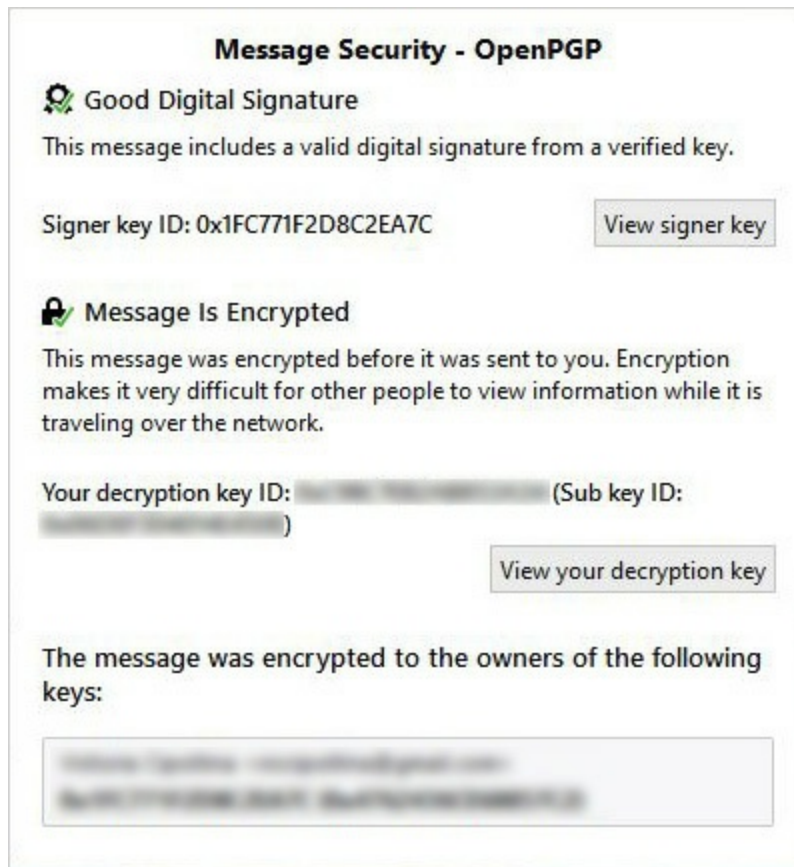 Message Security - OpenPGP
Good Digital Signature
This message includes a valid digital signature from a verified key.
Signer key ID: 0x1FC771F2D8C2EA7C
View signer key
Message Is Encrypted
This message was encrypted before it was sent to you. Encryption
makes it very difficult for other people to view information while it is
traveling over the network.
Your decryption key ID: (Sub key ID:
)
View your decryption key
The message was encrypted to the owners of the following
keys: